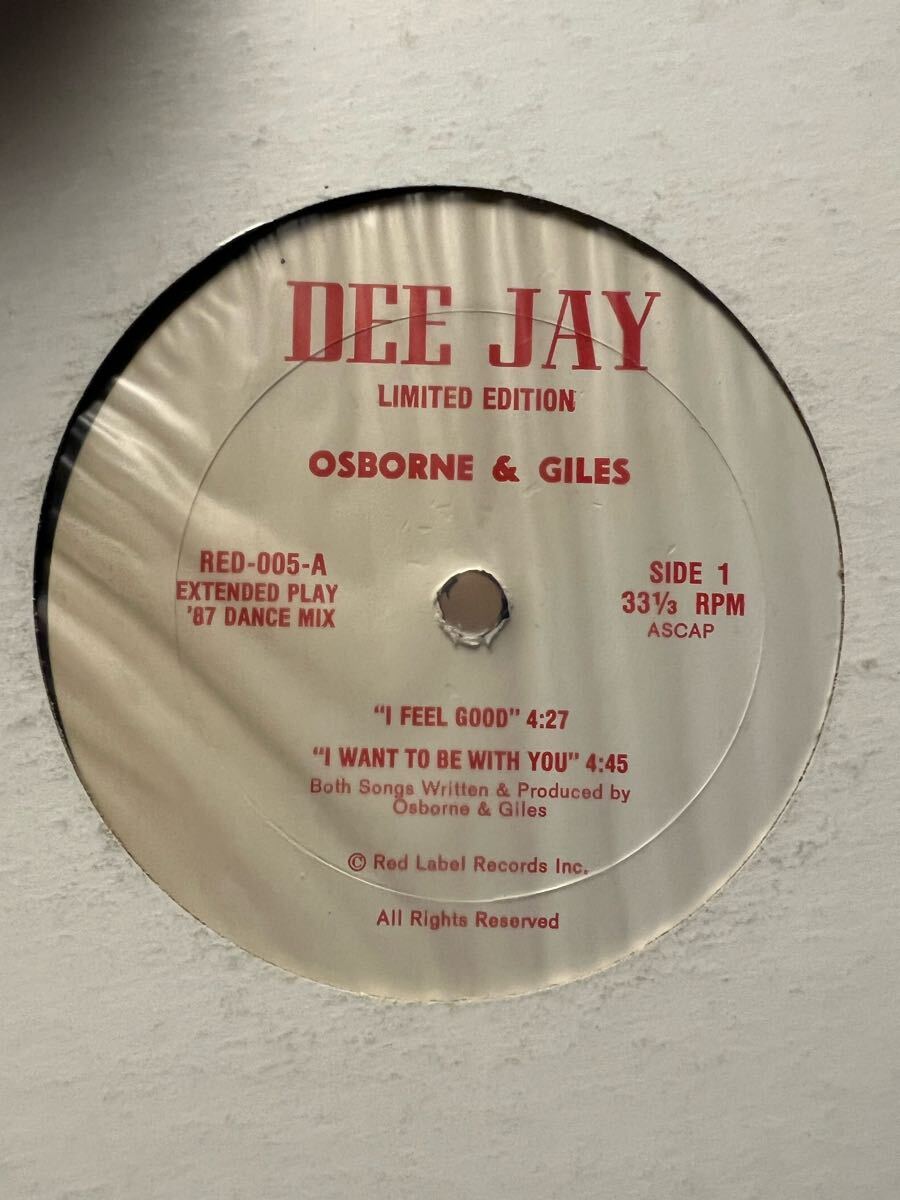 DEE JAY
LIMITED EDITION
OSBORNE & GILES
RED-005-A
EXTENDED PLAY
'87 DANCE MIX
SIDE 1
33⅓ RPM
ASCAP
"I FEEL GOOD" 4:27
"I WANT TO BE WITH YOU" 4:45
Both Songs Written & Produced by
Osborne & Giles
© Red Label Records Inc.
All Rights Reserved